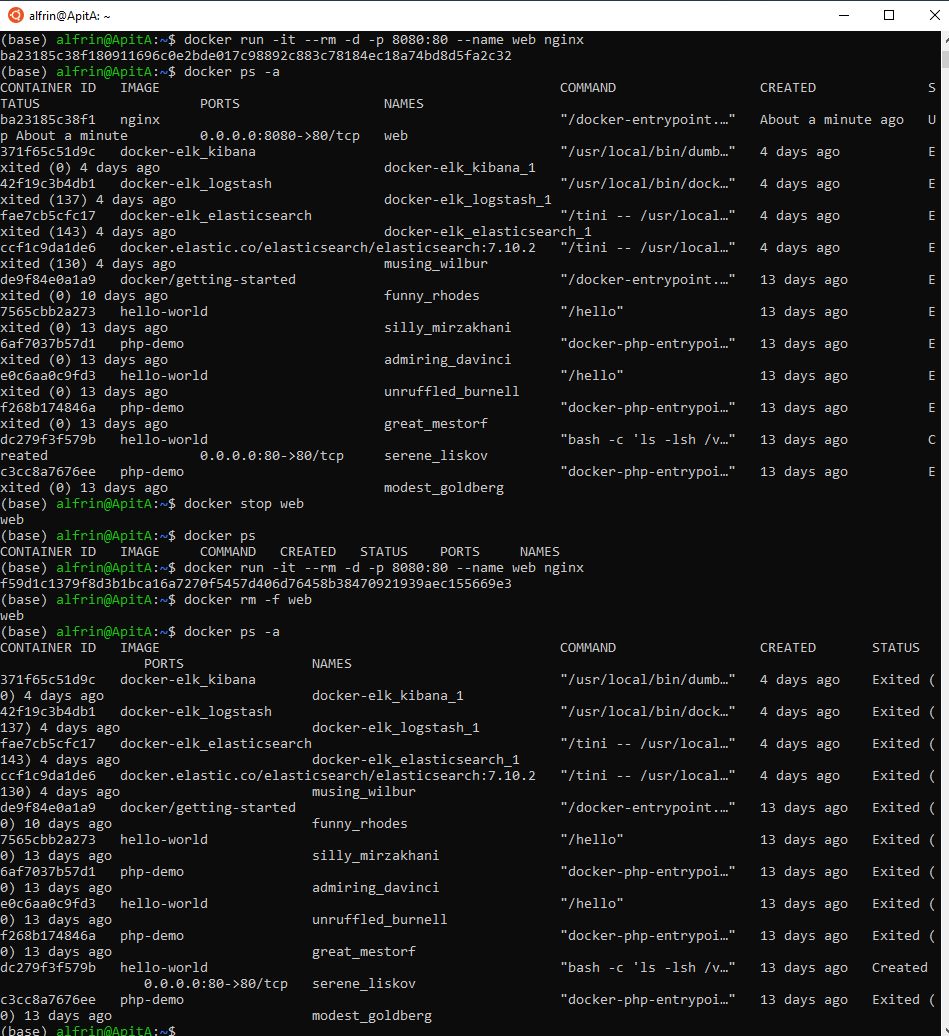 alfrin@ApitA: ~
(base) alfrin@ApitA:~$ docker run -it --rm -d -p 8080:80 --name web nginx
ba23185c38f180911696c0e2bde017c98892c883c78184ec18a74bd8d5fa2c32
(base) alfrin@ApitA:~$ docker ps -a
CONTAINER ID   IMAGE                                                  COMMAND                  CREATED              S
TATUS                    PORTS                  NAMES
ba23185c38f1   nginx                                                  "/docker-entrypoint.…"   About a minute ago   U
p About a minute         0.0.0.0:8080->80/tcp   web
371f65c51d9c   docker-elk_kibana                                      "/usr/local/bin/dumb…"   4 days ago           E
xited (0) 4 days ago                            docker-elk_kibana_1
42f19c3b4db1   docker-elk_logstash                                    "/usr/local/bin/dock…"   4 days ago           E
xited (137) 4 days ago                          docker-elk_logstash_1
fae7cb5cfc17   docker-elk_elasticsearch                               "/tini -- /usr/local…"   4 days ago           E
xited (143) 4 days ago                          docker-elk_elasticsearch_1
ccf1c9da1de6   docker.elastic.co/elasticsearch/elasticsearch:7.10.2   "/tini -- /usr/local…"   4 days ago           E
xited (130) 4 days ago                          musing_wilbur
de9f84e0a1a9   docker/getting-started                                 "/docker-entrypoint.…"   13 days ago          E
xited (0) 10 days ago                           funny_rhodes
7565cbb2a273   hello-world                                            "/hello"                 13 days ago          E
xited (0) 13 days ago                           silly_mirzakhani
6af7037b57d1   php-demo                                               "docker-php-entrypoi…"   13 days ago          E
xited (0) 13 days ago                           admiring_davinci
e0c6aa0c9fd3   hello-world                                            "/hello"                 13 days ago          E
xited (0) 13 days ago                           unruffled_burnell
f268b174846a   php-demo                                               "docker-php-entrypoi…"   13 days ago          E
xited (0) 13 days ago                           great_mestorf
dc279f3f579b   hello-world                                            "bash -c 'ls -lsh /v…"   13 days ago          C
reated                   0.0.0.0:80->80/tcp     serene_liskov
c3cc8a7676ee   php-demo                                               "docker-php-entrypoi…"   13 days ago          E
xited (0) 13 days ago                           modest_goldberg
(base) alfrin@ApitA:~$ docker stop web
web
(base) alfrin@ApitA:~$ docker ps
CONTAINER ID   IMAGE     COMMAND   CREATED   STATUS    PORTS     NAMES
(base) alfrin@ApitA:~$ docker run -it --rm -d -p 8080:80 --name web nginx
f59d1c1379f8d3b1bca16a7270f5457d406d76458b38470921939aec155669e3
(base) alfrin@ApitA:~$ docker rm -f web
web
(base) alfrin@ApitA:~$ docker ps -a
CONTAINER ID   IMAGE                                                  COMMAND                  CREATED       STATUS
                  PORTS                NAMES
371f65c51d9c   docker-elk_kibana                                      "/usr/local/bin/dumb…"   4 days ago    Exited (
0) 4 days ago                          docker-elk_kibana_1
42f19c3b4db1   docker-elk_logstash                                    "/usr/local/bin/dock…"   4 days ago    Exited (
137) 4 days ago                        docker-elk_logstash_1
fae7cb5cfc17   docker-elk_elasticsearch                               "/tini -- /usr/local…"   4 days ago    Exited (
143) 4 days ago                        docker-elk_elasticsearch_1
ccf1c9da1de6   docker.elastic.co/elasticsearch/elasticsearch:7.10.2   "/tini -- /usr/local…"   4 days ago    Exited (
130) 4 days ago                        musing_wilbur
de9f84e0a1a9   docker/getting-started                                 "/docker-entrypoint.…"   13 days ago   Exited (
0) 10 days ago                         funny_rhodes
7565cbb2a273   hello-world                                            "/hello"                 13 days ago   Exited (
0) 13 days ago                         silly_mirzakhani
6af7037b57d1   php-demo                                               "docker-php-entrypoi…"   13 days ago   Exited (
0) 13 days ago                         admiring_davinci
e0c6aa0c9fd3   hello-world                                            "/hello"                 13 days ago   Exited (
0) 13 days ago                         unruffled_burnell
f268b174846a   php-demo                                               "docker-php-entrypoi…"   13 days ago   Exited (
0) 13 days ago                         great_mestorf
dc279f3f579b   hello-world                                            "bash -c 'ls -lsh /v…"   13 days ago   Created
                  0.0.0.0:80->80/tcp   serene_liskov
c3cc8a7676ee   php-demo                                               "docker-php-entrypoi…"   13 days ago   Exited (
0) 13 days ago                         modest_goldberg
(base) alfrin@ApitA:~$